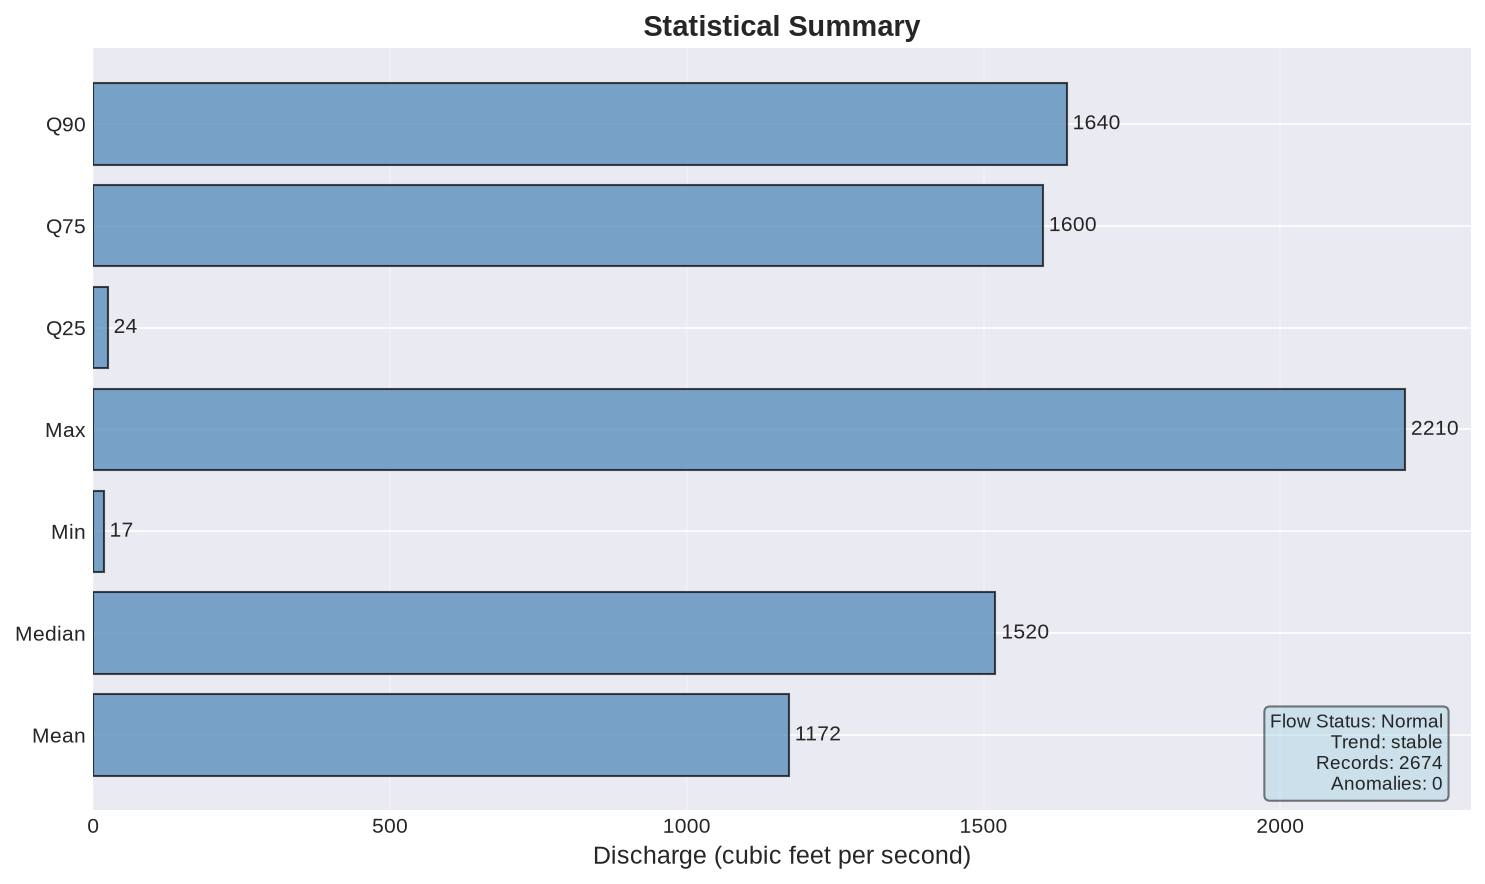 Statistical Summary
Q90
1640
Q75
1600
Q25
24
Max
2210
Min
17
Median
1520
Mean
1172
Flow Status: Normal
Trend: stable
Records: 2674
Anomalies: 0
0 500 1000 1500 2000
Discharge (cubic feet per second)